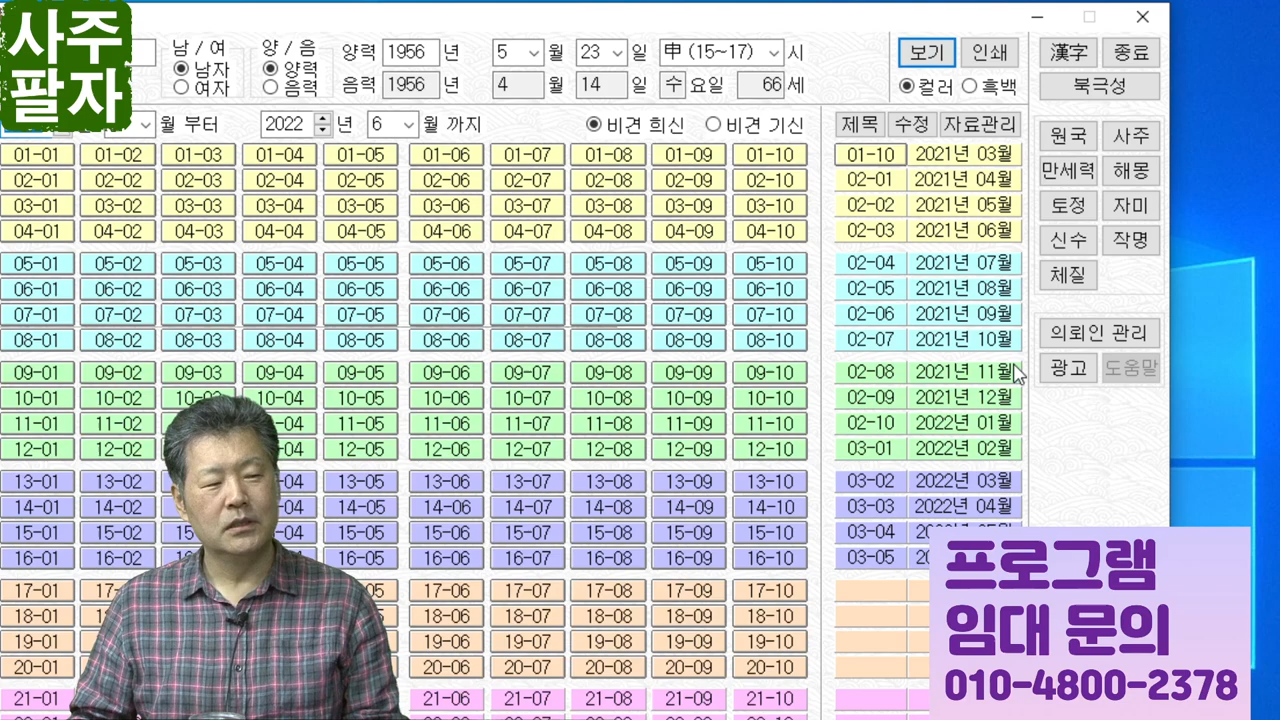 사주
팔자
남 / 여
남자
여자
양 / 음
양력
음력
양력 1956 년 5 월 23 일 申 (15~17) 시
음력 1956 년 4 월 14 일 수 요일 66 세
보기 인쇄
컬러 흑백
漢字 종료
북극성
월 부터 2022 년 6 월 까지 비견 희신 비견 기신
제목 수정 자료관리
01-01 01-02 01-03 01-04 01-05 01-06 01-07 01-08 01-09 01-10 01-10 2021년 03월
02-01 02-02 02-03 02-04 02-05 02-06 02-07 02-08 02-09 02-10 02-01 2021년 04월
03-01 03-02 03-03 03-04 03-05 03-06 03-07 03-08 03-09 03-10 02-02 2021년 05월
04-01 04-02 04-03 04-04 04-05 04-06 04-07 04-08 04-09 04-10 02-03 2021년 06월
05-01 05-02 05-03 05-04 05-05 05-06 05-07 05-08 05-09 05-10 02-04 2021년 07월
06-01 06-02 06-03 06-04 06-05 06-06 06-07 06-08 06-09 06-10 02-05 2021년 08월
07-01 07-02 07-03 07-04 07-05 07-06 07-07 07-08 07-09 07-10 02-06 2021년 09월
08-01 08-02 08-03 08-04 08-05 08-06 08-07 08-08 08-09 08-10 02-07 2021년 10월
09-01 09-02 09-03 09-04 09-05 09-06 09-07 09-08 09-09 09-10 02-08 2021년 11월
10-01 10-02 10-04 10-05 10-06 10-07 10-08 10-09 10-10 02-09 2021년 12월
11-01 11-02 -04 11-05 11-06 11-07 11-08 11-09 11-10 02-10 2022년 01월
12-01 12-02 -04 12-05 12-06 12-07 12-08 12-09 12-10 03-01 2022년 02월
13-01 13-02 -04 13-05 13-06 13-07 13-08 13-09 13-10 03-02 2022년 03월
14-01 14-02 -04 14-05 14-06 14-07 14-08 14-09 14-10 03-03 2022년 04월
15-01 15-02 15-05 15-06 15-07 15-08 15-09 15-10 03-04
16-01 16-02 16-05 16-06 16-07 16-08 16-09 16-10 03-05
17-01 17- 05 17-06 17-07 17-08 17-09 17-10
18-01 18- 05 18-06 18-07 18-08 18-09 18-10
19-01 19-06 19-07 19-08 19-09 19-10
20-01 20-06 20-07 20-08 20-09 20-10
21-01 21-06 21-07 21-08 21-09 21-10
원국 사주
만세력 해몽
토정 자미
신수 작명
체질
의뢰인 관리
광고 도움말
프로그램
임대 문의
010-4800-2378